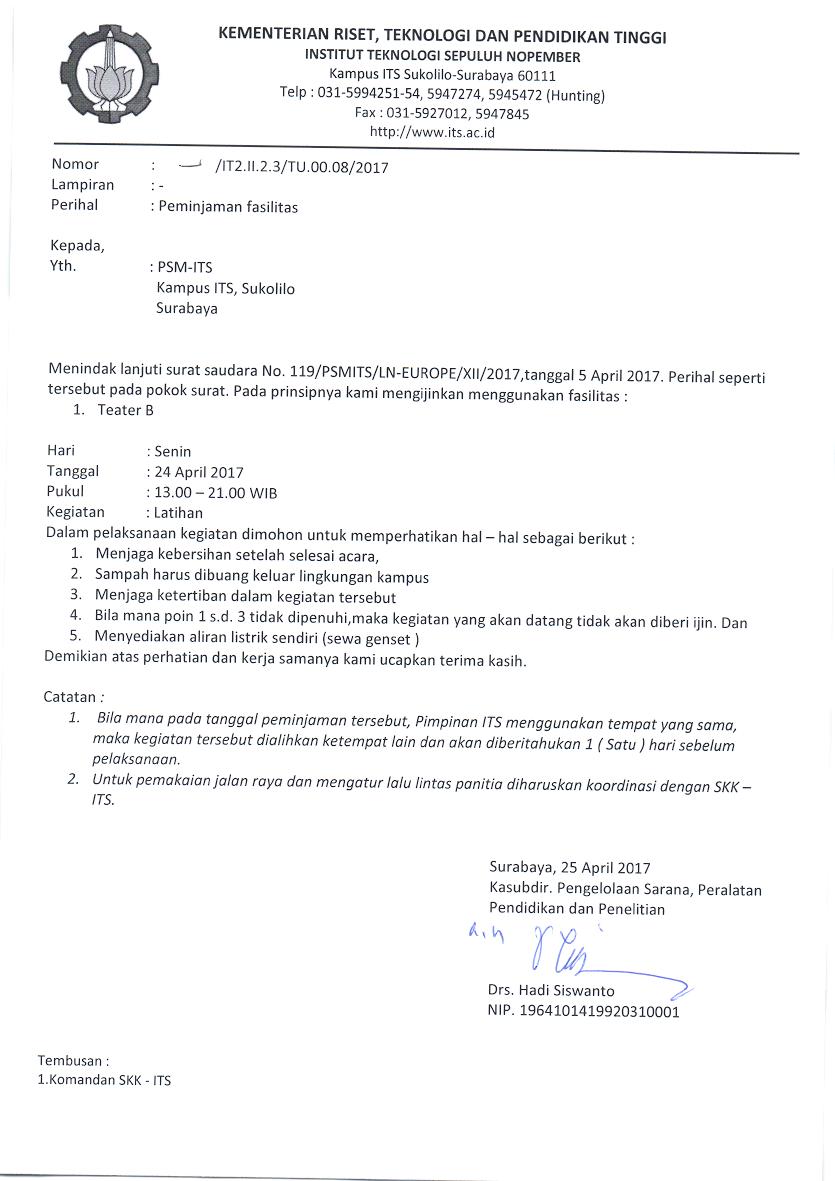 KEMENTERIAN RISET, TEKNOLOGI DAN PENDIDIKAN TINGGI
INSTITUT TEKNOLOGI SEPULUH NOPEMBER
Kampus ITS Sukolilo-Surabaya 60111
Telp : 031-5994251-54, 5947274, 5945472 (Hunting)
Fax : 031-5927012, 5947845
http://www.its.ac.id
Nomor : — /IT2.II.2.3/TU.00.08/2017
Lampiran : -
Perihal : Peminjaman fasilitas
Kepada,
Yth. : PSM-ITS
Kampus ITS, Sukolilo
Surabaya
Menindak lanjuti surat saudara No. 119/PSMITS/LN-EUROPE/XII/2017,tanggal 5 April 2017. Perihal seperti
tersebut pada pokok surat. Pada prinsipnya kami mengijinkan menggunakan fasilitas :
1. Teater B
Hari : Senin
Tanggal : 24 April 2017
Pukul : 13.00 – 21.00 WIB
Kegiatan : Latihan
Dalam pelaksanaan kegiatan dimohon untuk memperhatikan hal – hal sebagai berikut :
1. Menjaga kebersihan setelah selesai acara,
2. Sampah harus dibuang keluar lingkungan kampus
3. Menjaga ketertiban dalam kegiatan tersebut
4. Bila mana poin 1 s.d. 3 tidak dipenuhi,maka kegiatan yang akan datang tidak akan diberi ijin. Dan
5. Menyediakan aliran listrik sendiri (sewa genset )
Demikian atas perhatian dan kerja samanya kami ucapkan terima kasih.
Catatan :
1. Bila mana pada tanggal peminjaman tersebut, Pimpinan ITS menggunakan tempat yang sama,
maka kegiatan tersebut dialihkan ketempat lain dan akan diberitahukan 1 ( Satu ) hari sebelum
pelaksanaan.
2. Untuk pemakaian jalan raya dan mengatur lalu lintas panitia diharuskan koordinasi dengan SKK –
ITS.
Surabaya, 25 April 2017
Kasubdir. Pengelolaan Sarana, Peralatan
Pendidikan dan Penelitian
a.n
Drs. Hadi Siswanto
NIP. 1964101419920310001
Tembusan :
1.Komandan SKK - ITS